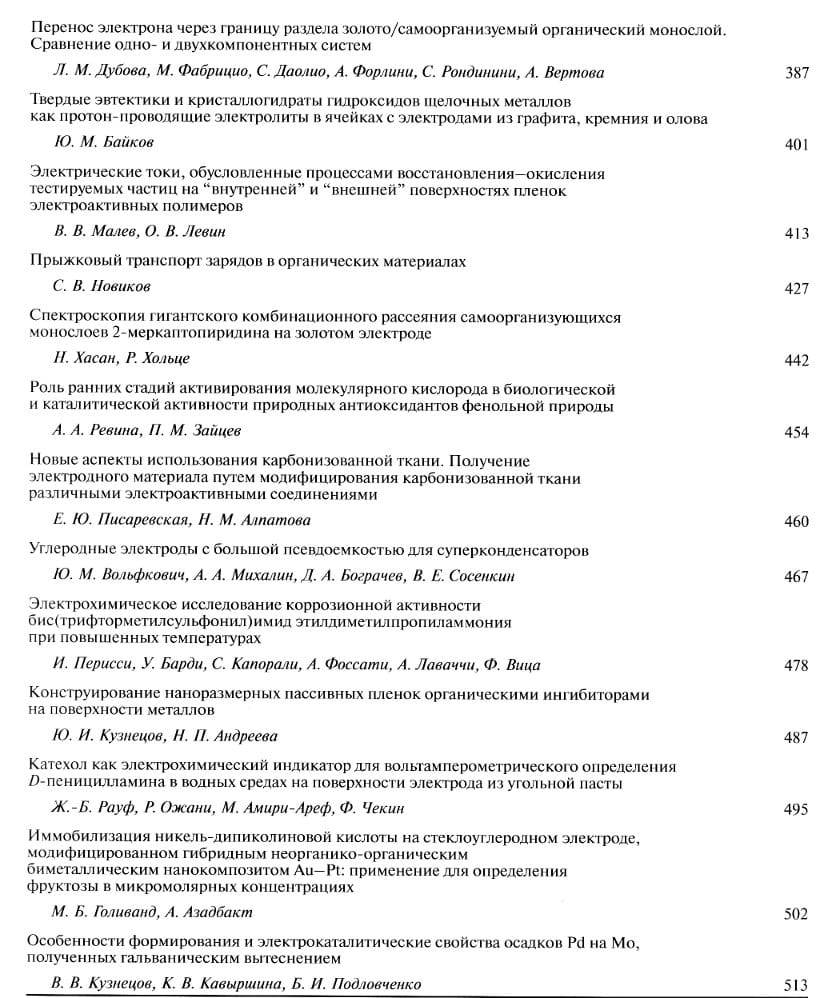 Перенос электрона через границу раздела золото/самоорганизуемый органический монослой.
Сравнение одно- и двухкомпонентных систем
Л. М. Дубова, М. Фабрицио, С. Даолио, А. Форлини, С. Рондинини, А. Вертова 387
Твердые эвтектики и кристаллогидраты гидроксидов щелочных металлов
как протон-проводящие электролиты в ячейках с электродами из графита, кремния и олова
Ю. М. Байков 401
Электрические токи, обусловленные процессами восстановления–окисления
тестируемых частиц на “внутренней” и “внешней” поверхностях пленок
электроактивных полимеров
В. В. Малев, О. В. Левин 413
Прыжковый транспорт зарядов в органических материалах
С. В. Новиков 427
Спектроскопия гигантского комбинационного рассеяния самоорганизующихся
монослоев 2-меркаптопиридина на золотом электроде
Н. Хасан, Р. Хольце 442
Роль ранних стадий активирования молекулярного кислорода в биологической
и каталитической активности природных антиоксидантов фенольной природы
А. А. Ревина, П. М. Зайцев 454
Новые аспекты использования карбонизованной ткани. Получение
электродного материала путем модифицирования карбонизованной ткани
различными электроактивными соединениями
Е. Ю. Писаревская, Н. М. Алпатова 460
Углеродные электроды с большой псевдоемкостью для суперконденсаторов
Ю. М. Вольфкович, А. А. Михалин, Д. А. Бограчев, В. Е. Сосенкин 467
Электрохимическое исследование коррозионной активности
бис(трифторметилсульфонил)имид этилдиметилпропиламмония
при повышенных температурах
И. Перисси, У. Барди, С. Капорали, А. Фоссати, А. Лаваччи, Ф. Вица 478
Конструирование наноразмерных пассивных пленок органическими ингибиторами
на поверхности металлов
Ю. И. Кузнецов, Н. П. Андреева 487
Катехол как электрохимический индикатор для вольтамперометрического определения
D-пеницилламина в водных средах на поверхности электрода из угольной пасты
Ж.-Б. Рауф, Р. Ожани, М. Амири-Ареф, Ф. Чекин 495
Иммобилизация никель-дипиколиновой кислоты на стеклоуглеродном электроде,
модифицированном гибридным неорганико-органическим
биметаллическим нанокомпозитом Au–Pt: применение для определения
фруктозы в микромолярных концентрациях
М. Б. Голиванд, А. Азадбахт 502
Особенности формирования и электрокаталитические свойства осадков Pd на Mo,
полученных гальваническим вытеснением
В. В. Кузнецов, К. В. Кавыршина, Б. И. Подловченко 513